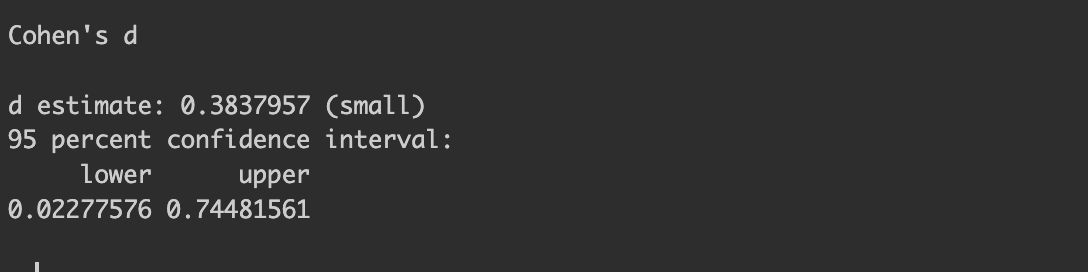 Cohen's d
d estimate: 0.3837957 (small)
95 percent confidence interval:
lower upper
0.02277576 0.74481561